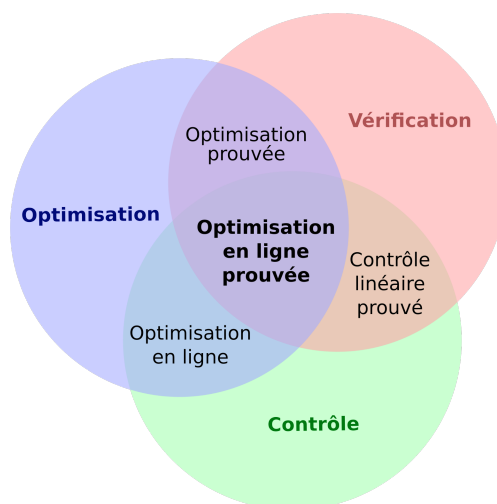 Vérification
Optimisation
prouvée
Optimisation
Optimisation
en ligne
prouvée
Contrôle
linéaire
prouvé
Optimisation
en ligne
Contrôle